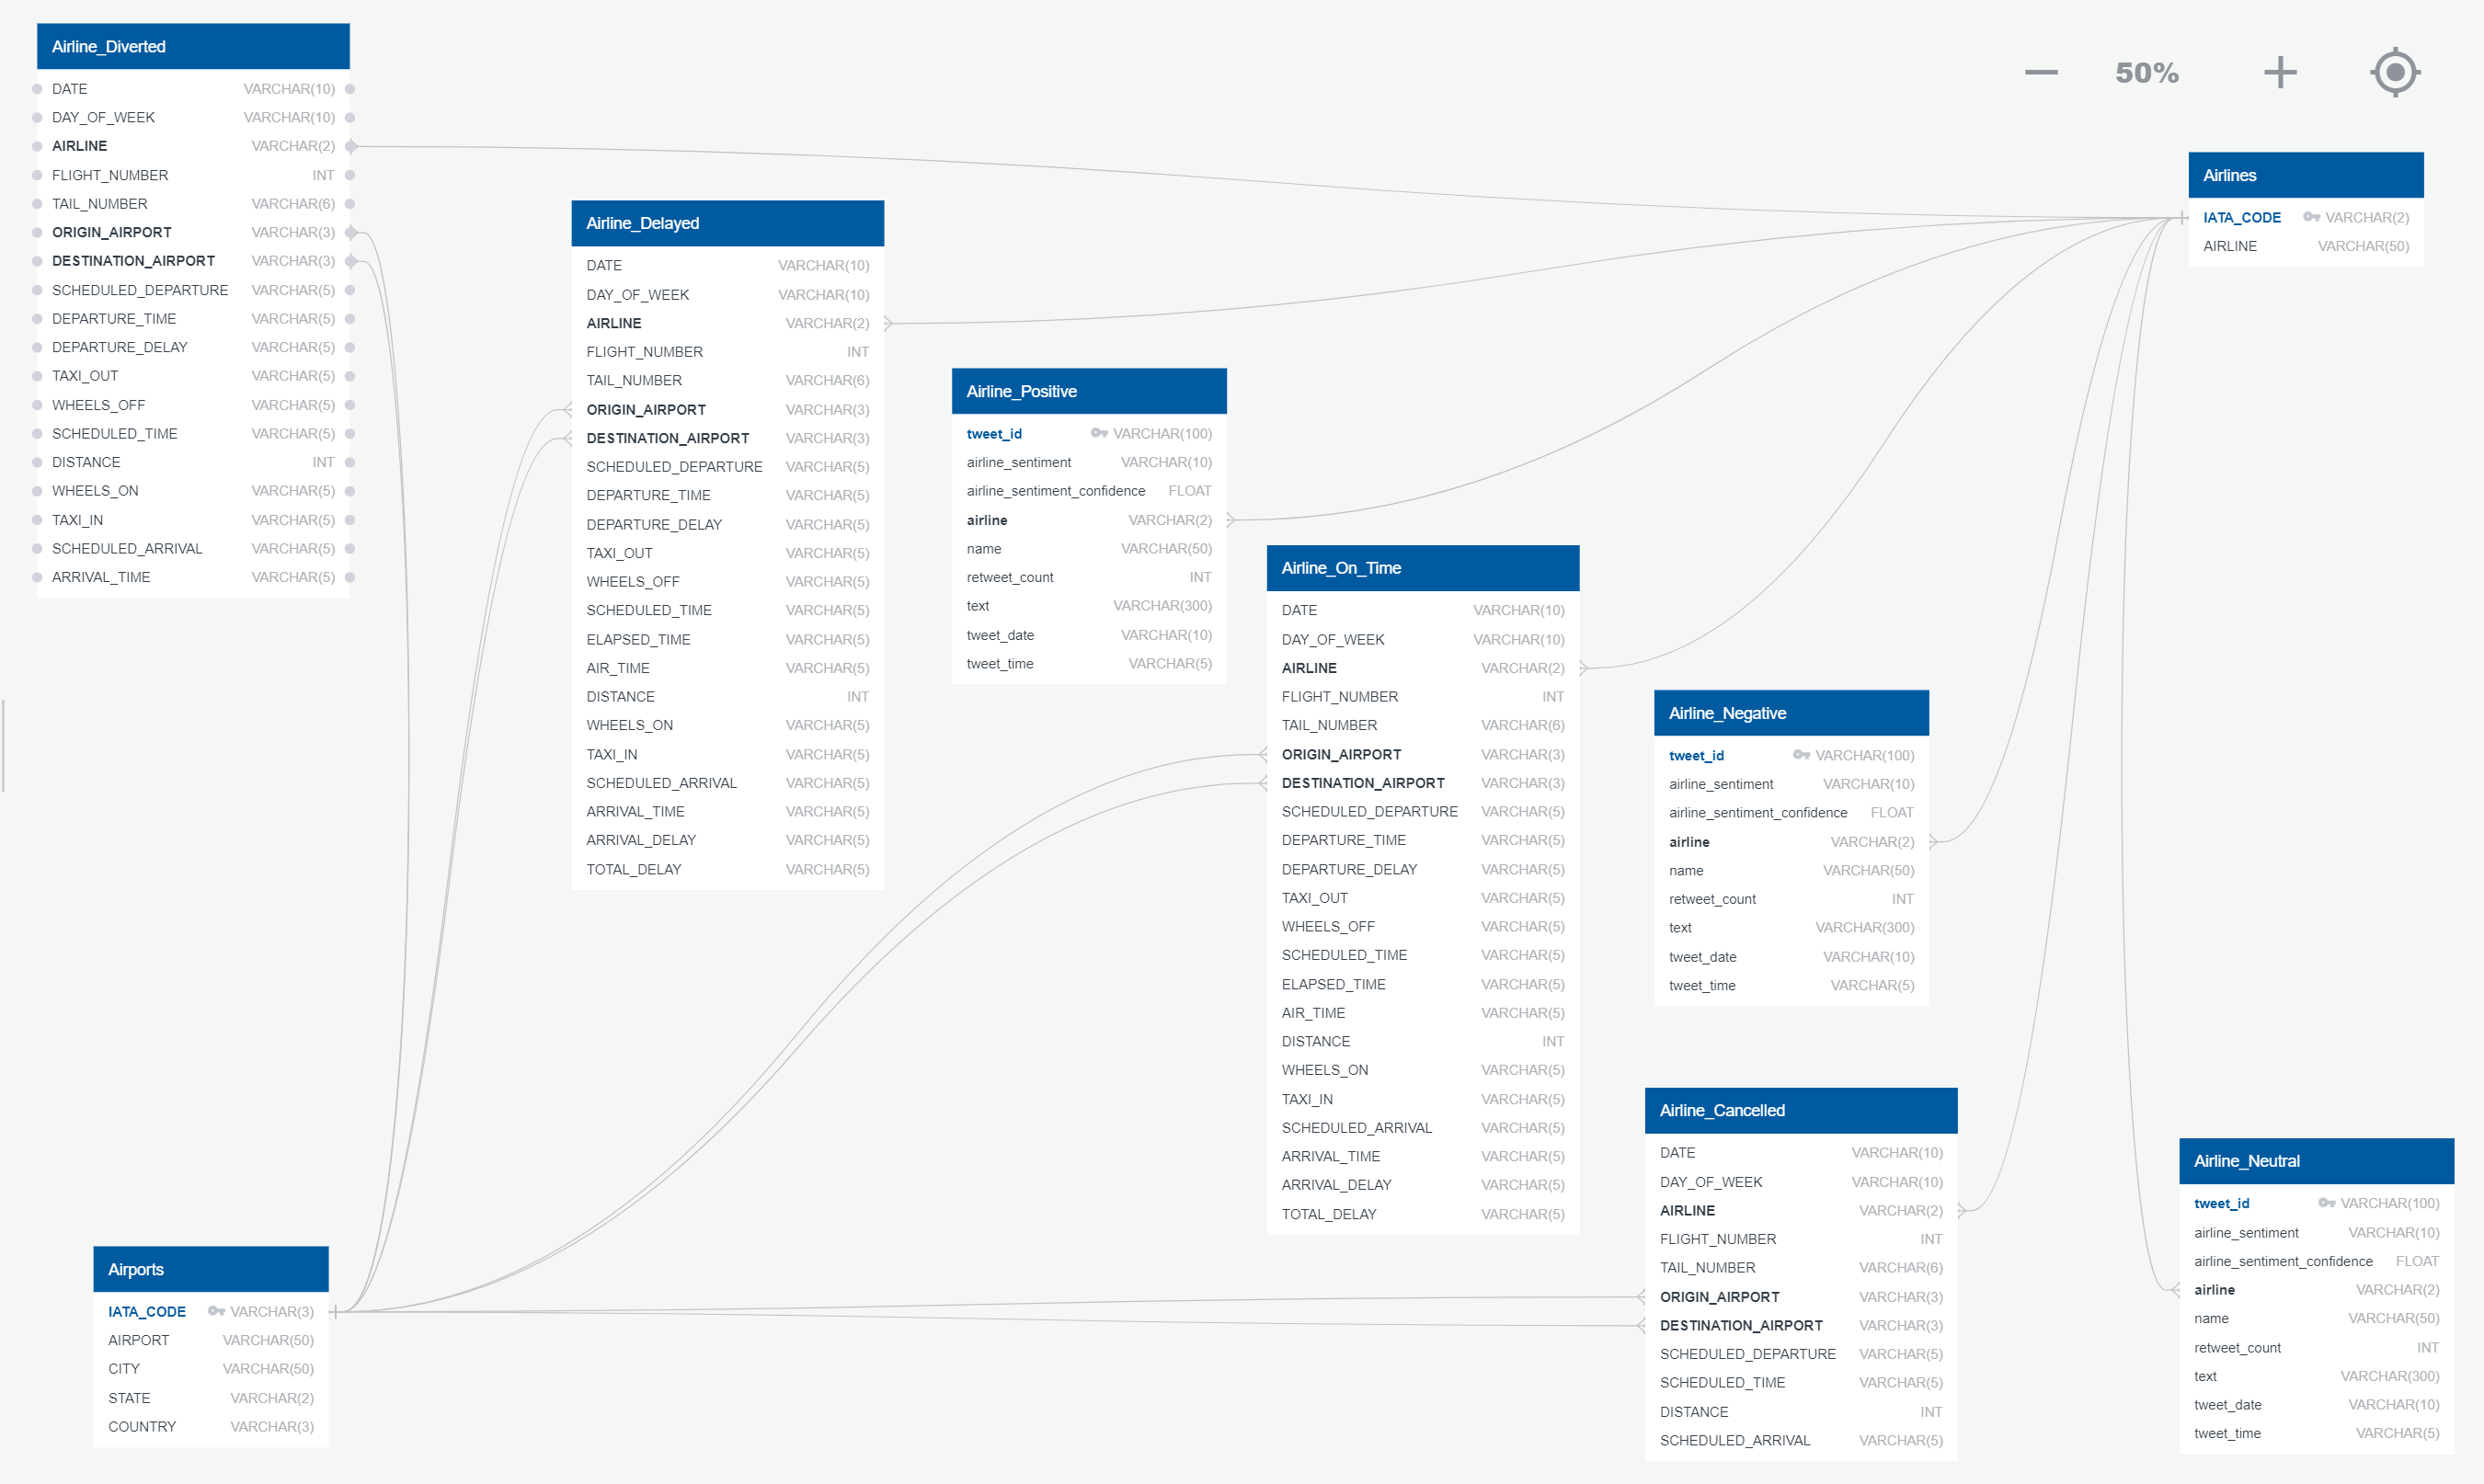 Airline_Diverted
DATE VARCHAR(10)
DAY_OF_WEEK VARCHAR(10)
AIRLINE VARCHAR(2)
FLIGHT_NUMBER INT
TAIL_NUMBER VARCHAR(6)
ORIGIN_AIRPORT VARCHAR(3)
DESTINATION_AIRPORT VARCHAR(3)
SCHEDULED_DEPARTURE VARCHAR(5)
DEPARTURE_TIME VARCHAR(5)
DEPARTURE_DELAY VARCHAR(5)
TAXI_OUT VARCHAR(5)
WHEELS_OFF VARCHAR(5)
SCHEDULED_TIME VARCHAR(5)
DISTANCE INT
WHEELS_ON VARCHAR(5)
TAXI_IN VARCHAR(5)
SCHEDULED_ARRIVAL VARCHAR(5)
ARRIVAL_TIME VARCHAR(5)
50%
Airlines
IATA_CODE VARCHAR(2)
AIRLINE VARCHAR(50)
Airline_Delayed
DATE VARCHAR(10)
DAY_OF_WEEK VARCHAR(10)
AIRLINE VARCHAR(2)
FLIGHT_NUMBER INT
TAIL_NUMBER VARCHAR(6)
ORIGIN_AIRPORT VARCHAR(3)
DESTINATION_AIRPORT VARCHAR(3)
SCHEDULED_DEPARTURE VARCHAR(5)
DEPARTURE_TIME VARCHAR(5)
DEPARTURE_DELAY VARCHAR(5)
TAXI_OUT VARCHAR(5)
WHEELS_OFF VARCHAR(5)
SCHEDULED_TIME VARCHAR(5)
ELAPSED_TIME VARCHAR(5)
AIR_TIME VARCHAR(5)
DISTANCE INT
WHEELS_ON VARCHAR(5)
TAXI_IN VARCHAR(5)
SCHEDULED_ARRIVAL VARCHAR(5)
ARRIVAL_TIME VARCHAR(5)
ARRIVAL_DELAY VARCHAR(5)
TOTAL_DELAY VARCHAR(5)
Airline_Positive
tweet_id VARCHAR(100)
airline_sentiment VARCHAR(10)
airline_sentiment_confidence FLOAT
airline VARCHAR(2)
name VARCHAR(50)
retweet_count INT
text VARCHAR(300)
tweet_date VARCHAR(10)
tweet_time VARCHAR(5)
Airline_On_Time
DATE VARCHAR(10)
DAY_OF_WEEK VARCHAR(10)
AIRLINE VARCHAR(2)
FLIGHT_NUMBER INT
TAIL_NUMBER VARCHAR(6)
ORIGIN_AIRPORT VARCHAR(3)
DESTINATION_AIRPORT VARCHAR(3)
SCHEDULED_DEPARTURE VARCHAR(5)
DEPARTURE_TIME VARCHAR(5)
DEPARTURE_DELAY VARCHAR(5)
TAXI_OUT VARCHAR(5)
WHEELS_OFF VARCHAR(5)
SCHEDULED_TIME VARCHAR(5)
ELAPSED_TIME VARCHAR(5)
AIR_TIME VARCHAR(5)
DISTANCE INT
WHEELS_ON VARCHAR(5)
TAXI_IN VARCHAR(5)
SCHEDULED_ARRIVAL VARCHAR(5)
ARRIVAL_TIME VARCHAR(5)
ARRIVAL_DELAY VARCHAR(5)
TOTAL_DELAY VARCHAR(5)
Airline_Negative
tweet_id VARCHAR(100)
airline_sentiment VARCHAR(10)
airline_sentiment_confidence FLOAT
airline VARCHAR(2)
name VARCHAR(50)
retweet_count INT
text VARCHAR(300)
tweet_date VARCHAR(10)
tweet_time VARCHAR(5)
Airports
IATA_CODE VARCHAR(3)
AIRPORT VARCHAR(50)
CITY VARCHAR(50)
STATE VARCHAR(2)
COUNTRY VARCHAR(3)
Airline_Cancelled
DATE VARCHAR(10)
DAY_OF_WEEK VARCHAR(10)
AIRLINE VARCHAR(2)
FLIGHT_NUMBER INT
TAIL_NUMBER VARCHAR(6)
ORIGIN_AIRPORT VARCHAR(3)
DESTINATION_AIRPORT VARCHAR(3)
SCHEDULED_DEPARTURE VARCHAR(5)
SCHEDULED_TIME VARCHAR(5)
DISTANCE INT
SCHEDULED_ARRIVAL VARCHAR(5)
Airline_Neutral
tweet_id VARCHAR(100)
airline_sentiment VARCHAR(10)
airline_sentiment_confidence FLOAT
airline VARCHAR(2)
name VARCHAR(50)
retweet_count INT
text VARCHAR(300)
tweet_date VARCHAR(10)
tweet_time VARCHAR(5)